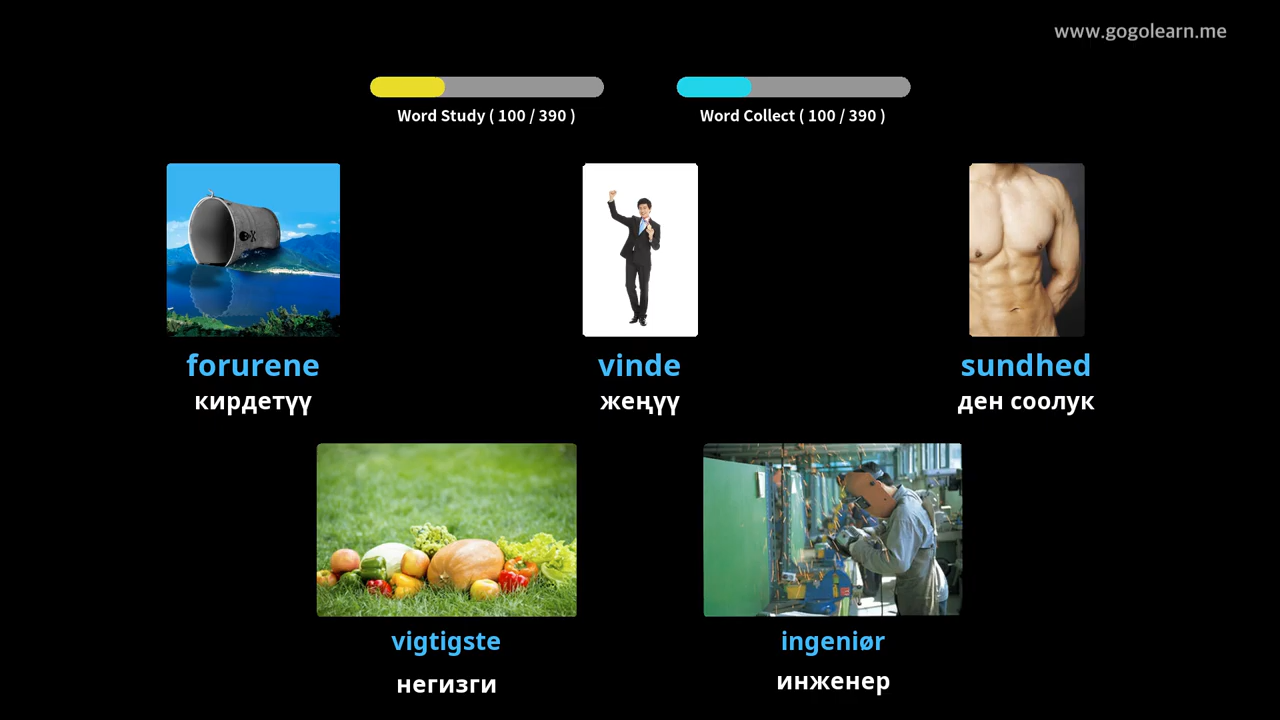 www.gogolearn.me
Word Study ( 100 / 390 )
Word Collect ( 100 / 390 )
forurene
кирдетүү
vinde
жеңүү
sundhed
ден соолук
vigtigste
негизги
ingeniør
инженер